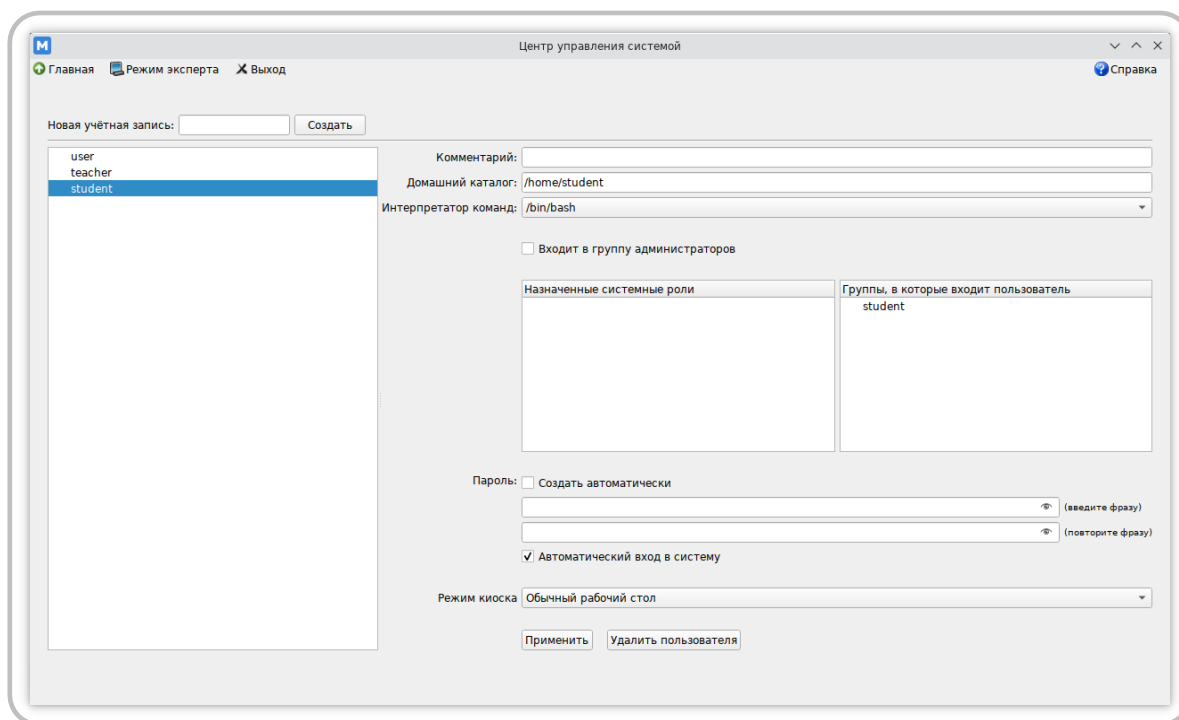 M
Центр управления системой
Главная Режим эксперта Выход Справка
Новая учётная запись: Создать
user
teacher
student
Комментарий:
Домашний каталог: /home/student
Интерпретатор команд: /bin/bash
Входит в группу администраторов
Назначенные системные роли
Группы, в которые входит пользователь
student
Пароль: Создать автоматически
(введите фразу)
(повторите фразу)
Автоматический вход в систему
Режим киоска Обычный рабочий стол
Применить Удалить пользователя